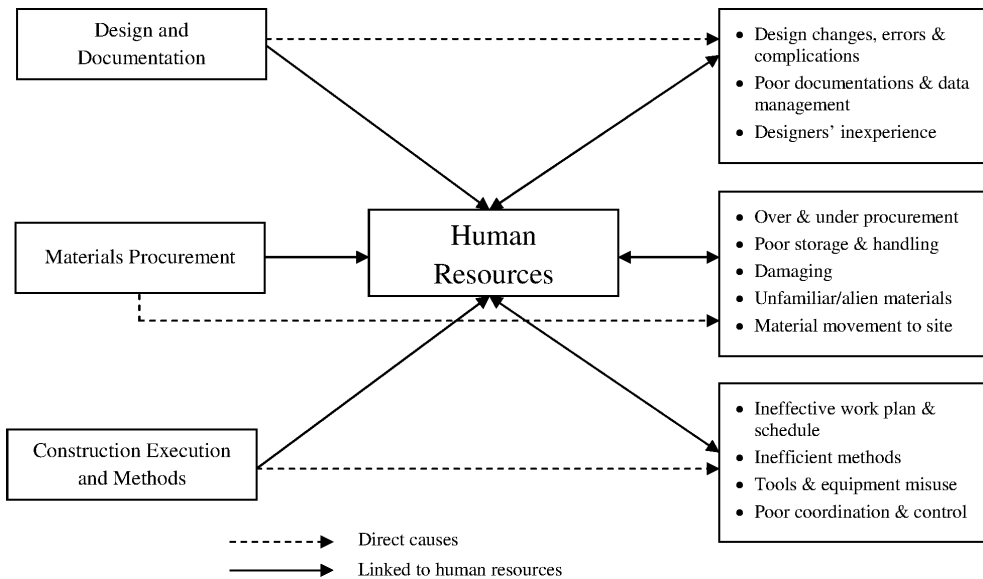 Design and
Documentation
• Design changes, errors &
complications
• Poor documentations & data
management
• Designers’ inexperience
Materials Procurement
Human
Resources
• Over & under procurement
• Poor storage & handling
• Damaging
• Unfamiliar/alien materials
• Material movement to site
Construction Execution
and Methods
• Ineffective work plan &
schedule
• Inefficient methods
• Tools & equipment misuse
• Poor coordination & control
Direct causes
Linked to human resources